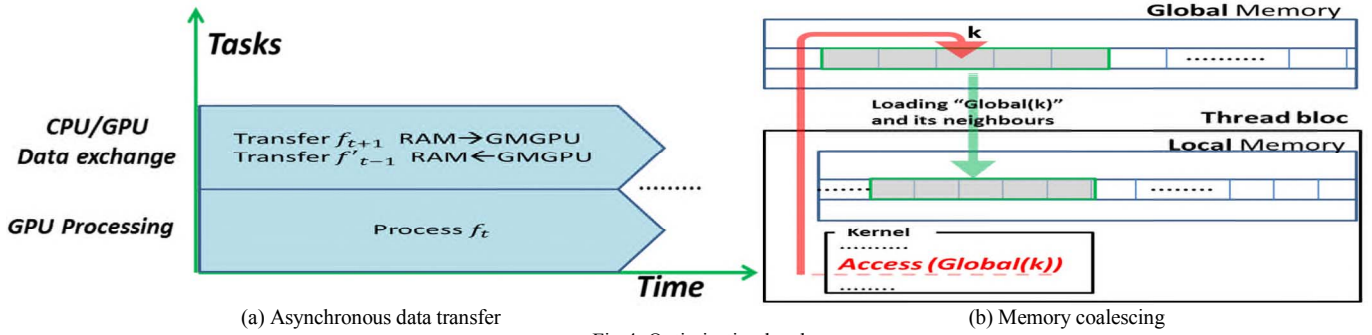 Tasks
CPU/GPU
Data exchange
Transfer f_{t+1} RAM→GMGPU
Transfer f'_{t−1} RAM←GMGPU
.........
GPU Processing
Process f_t
Time
(a) Asynchronous data transfer
Global Memory
k
.........
Loading “Global(k)”
and its neighbours
Thread bloc
Local Memory
.......
........
Kernel
..........
Access (Global(k))
........
(b) Memory coalescing